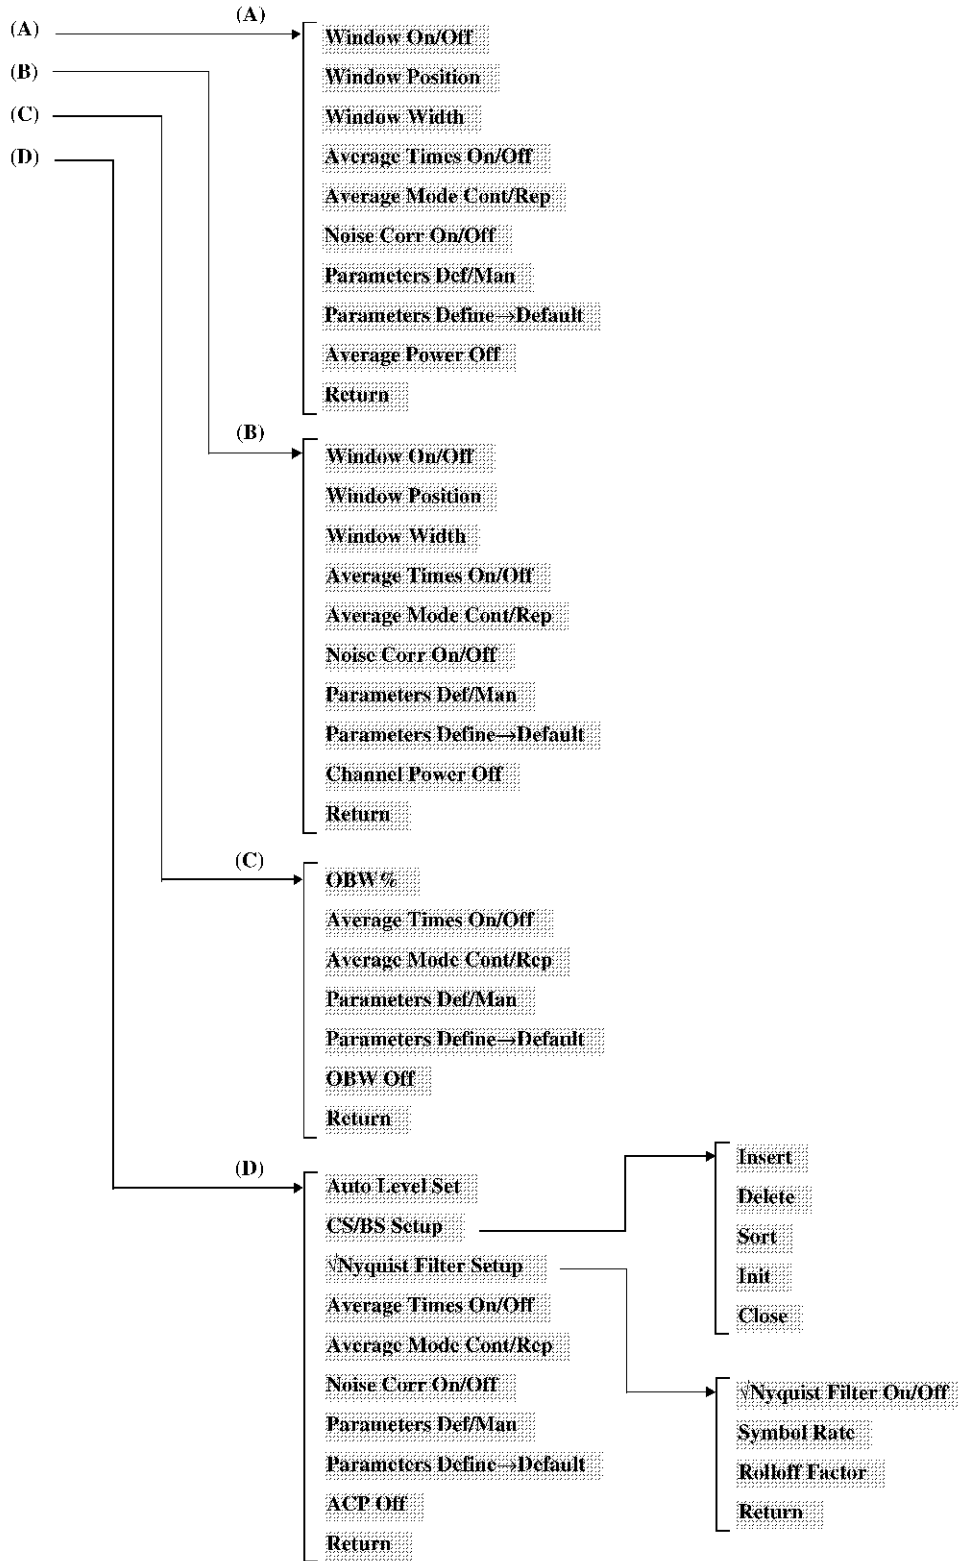 (A)
(B)
(C)
(D)
(A)
Window On/Off
Window Position
Window Width
Average Times On/Off
Average Mode Cont/Rep
Noise Corr On/Off
Parameters Def/Man
Parameters Define→Default
Average Power Off
Return
(B)
Window On/Off
Window Position
Window Width
Average Times On/Off
Average Mode Cont/Rep
Noise Corr On/Off
Parameters Def/Man
Parameters Define→Default
Channel Power Off
Return
(C)
OBW%
Average Times On/Off
Average Mode Cont/Rep
Parameters Def/Man
Parameters Define→Default
OBW Off
Return
(D)
Auto Level Set
CS/BS Setup
√Nyquist Filter Setup
Average Times On/Off
Average Mode Cont/Rep
Noise Corr On/Off
Parameters Def/Man
Parameters Define→Default
ACP Off
Return
Insert
Delete
Sort
Init
Close
√Nyquist Filter On/Off
Symbol Rate
Rolloff Factor
Return